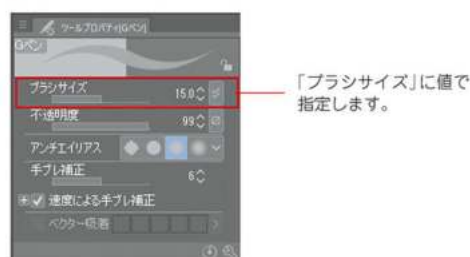 ツールプロパティ[Gペン]
Gペン
ブラシサイズ 15.0
不透明度 99
アンチエイリアス
手ブレ補正 6
速度による手ブレ補正
ベクター吸着
「ブラシサイズ」に値で
指定します。